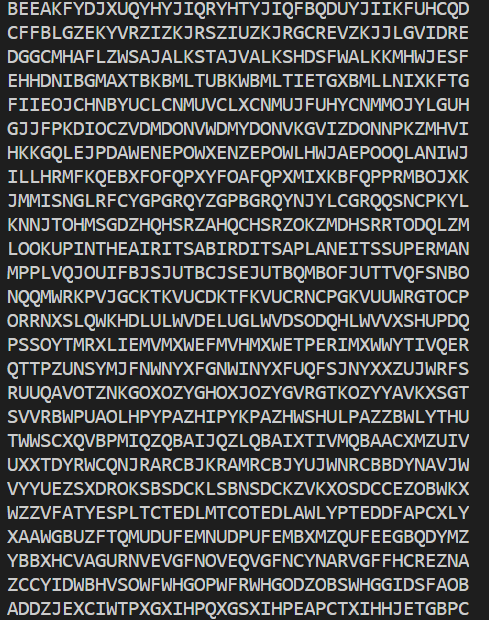 BEEAKFYDJXUQYHYJIQRYHTYJIQFBQDUYJIIKFUHCQD
CFFBLGZEKYVRZIZKJRSZIUZKJRGCREVZKJJLGVIDRE
DGGCMHAFLZWSAJALKSTAJVALKSHDSFWALKKMHWJESF
EHHDNIBGMAXTBKBMLTUBKWBMLTIETGXBMLLNIXKFTG
FIIEOJCHNBYUCLCNMUVCLXCNMUJFUHYCNMMOJYLGUH
GJJFPKDIOCZVDMDONVWDMYDONVKGVIZDONNPKZMHVI
HKKGQLEJPDAWENEPOWXENZEPOWLHWJAEPOOQLANIWJ
ILLHRMFKQEBXFOFQPXYFOAFQPXMIXKBFQPPRMBOJXK
JMMISNGLRFCYGPGRQYZGPBGRQYNJYLCGRQQSNCPKYL
KNNJTOHMSGDZHQHSRZAHQCHSRZOKZMDHSRRTODQLZM
LOOKUPINTHEAIRITSABIRDITSAPLANEITSSUPERMAN
MPPLVQJOUIFBJSJUTBCJSEJUTBQMBOFJUTTVQFSNBO
NQQMWRKPVJGCKTKVUCDKTFKVUCRNCPGKVUUWRGTOCP
ORRNXSLQWKHDLULWVDELUGLWVDSODQHLWVVXSHUPDQ
PSSOYTMRXLIEMVMXWEFMVHMXWETPERIMXWWYTIVQER
QTTPZUNSYMJFNWNYXFGNWINYXFUQFSJNYXXZUJWRFS
RUUQAVOTZNKGOXOZYGHOXJOZYGVRGTKOZYYAVKXSGT
SVVRBWPUAOLHPYPAZHIPYKPAZHWSHULPAZZBWLYTHU
TWWSCXQVBPMIQZQBAIJQZLQBAIXTIVMQBAACXMZUIV
UXXTDYRWCQNJRARCBJKRAMRCBJYUJWNRCBBDYNAVJW
VYYUEZSXDROKSBSDCKLSBNSDCKZVKXOSDCCEZOBWKX
WZZVFATYESPLTCTEDLMTCOTEDLAWLYPTEDDFAPCXLY
XAAWGBUZFTQMUDUFEMNUDPUFEMBXMZQUFEEGBQDYMZ
YBBXHCVAGURNVEVGFNOVEQVGFNCYNARVGFFHCREZNA
ZCCYIDWBHVSOWFWHGOPWFRWHGODZOBSWHGGIDSFAOB
ADDZJEXCIWTPXGXIHPQXGSXIHPEAPCTXIHHJETGBPC